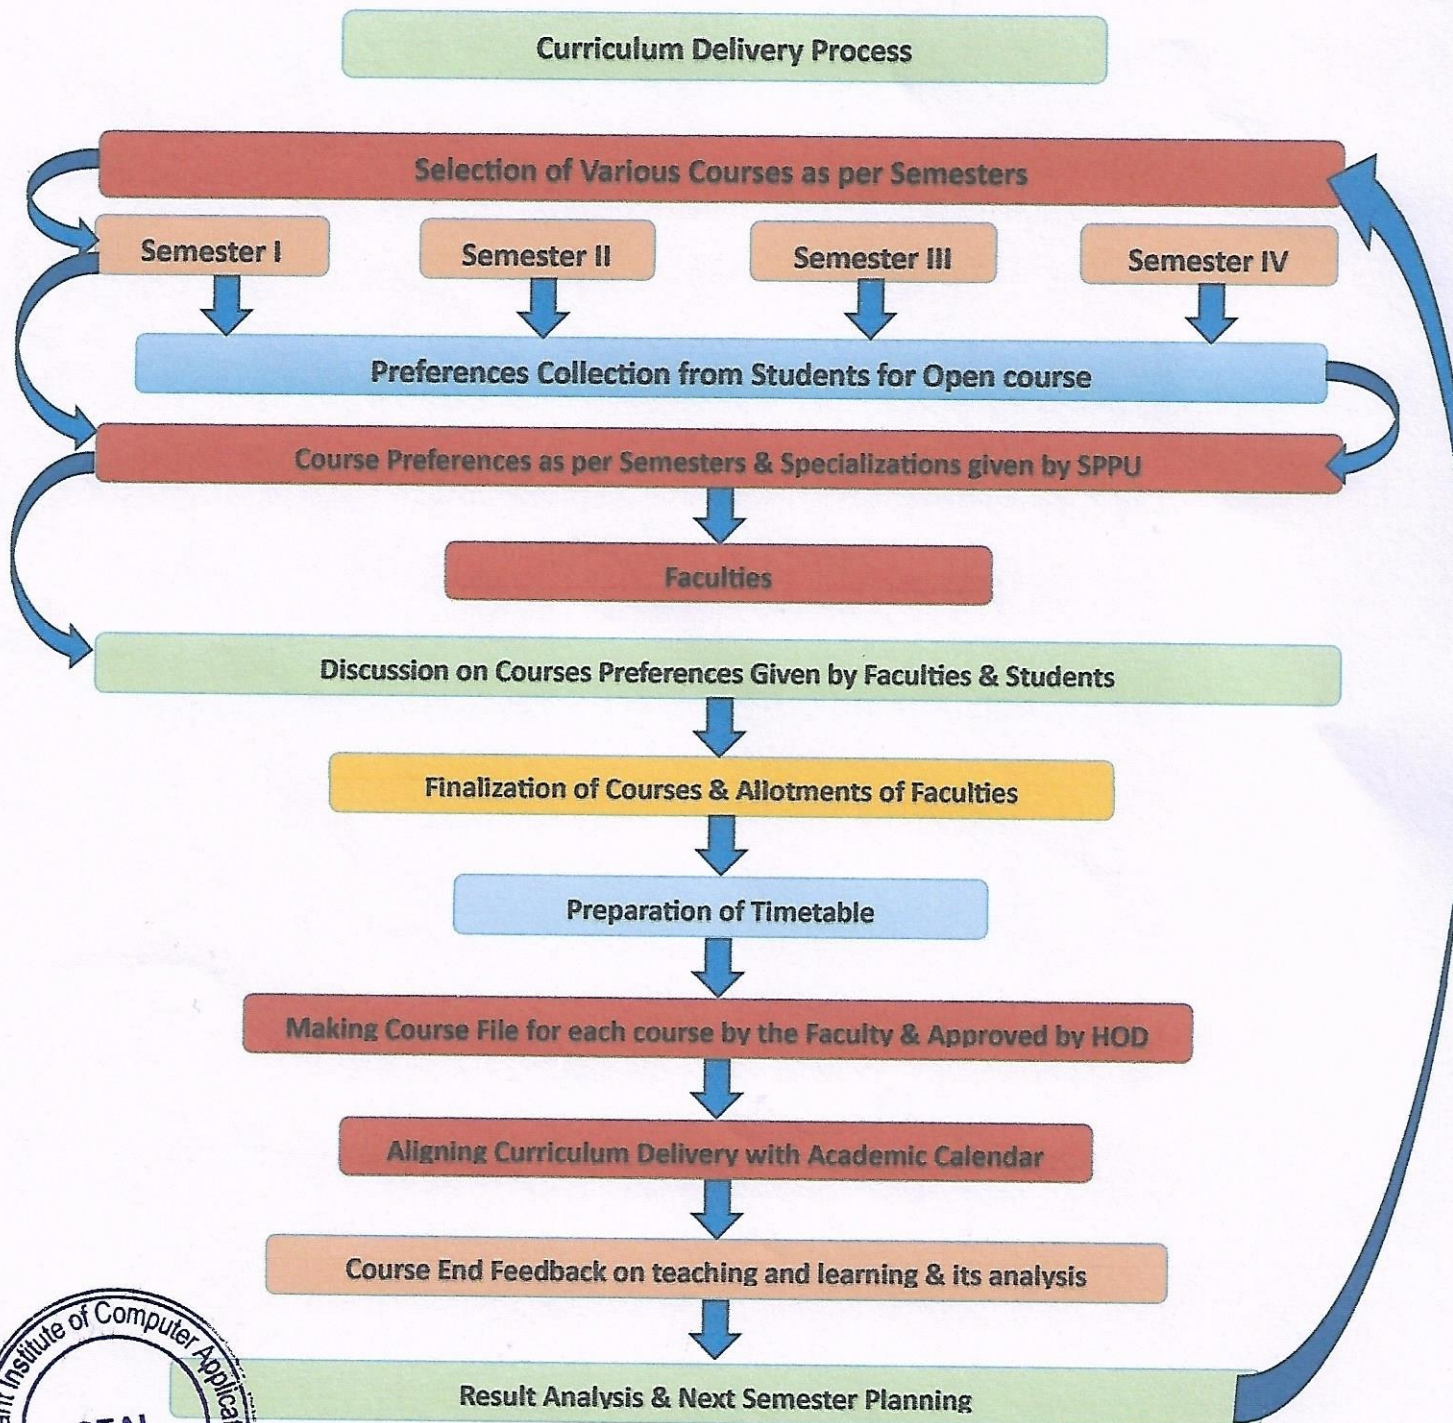 Curriculum Delivery Process
Selection of Various Courses as per Semesters
Semester I
Semester II
Semester III
Semester IV
Preferences Collection from Students for Open course
Course Preferences as per Semesters & Specializations given by SPPU
Faculties
Discussion on Courses Preferences Given by Faculties & Students
Finalization of Courses & Allotments of Faculties
Preparation of Timetable
Making Course File for each course by the Faculty & Approved by HOD
Aligning Curriculum Delivery with Academic Calendar
Course End Feedback on teaching and learning & its analysis
Result Analysis & Next Semester Planning
Institute of Computer